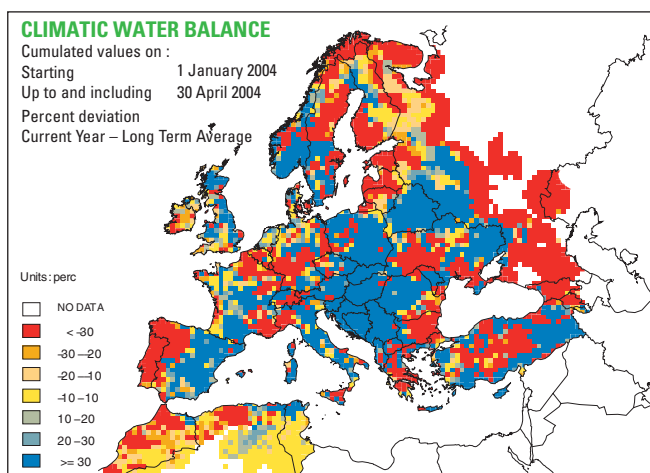 CLIMATIC WATER BALANCE
Cumulated values on :
Starting 1 January 2004
Up to and including 30 April 2004
Percent deviation
Current Year – Long Term Average
Units: perc
NO DATA
< -30
-30 –-20
-20 –-10
-10 –10
10 –20
20 –30
>= 30